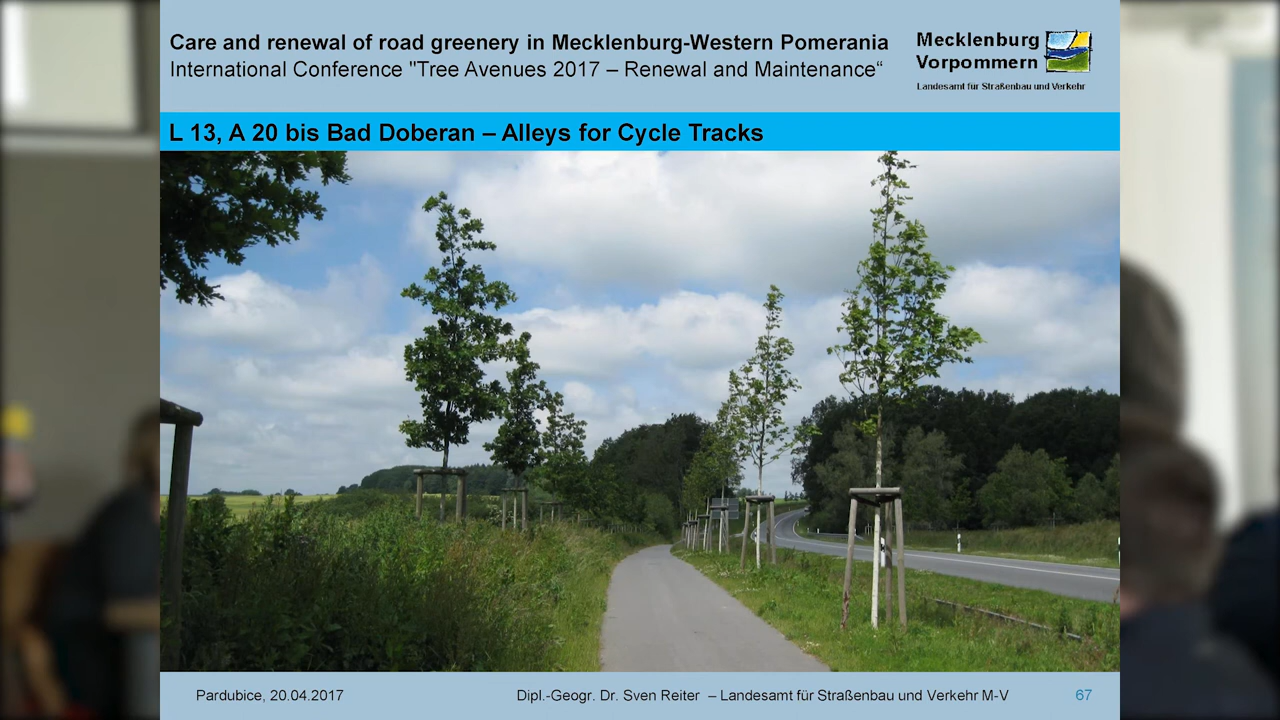 Care and renewal of road greenery in Mecklenburg-Western Pomerania
International Conference "Tree Avenues 2017 – Renewal and Maintenance“
Mecklenburg
Vorpommern
Landesamt für Straßenbau und Verkehr
L 13, A 20 bis Bad Doberan – Alleys for Cycle Tracks
Pardubice, 20.04.2017
Dipl.-Geogr. Dr. Sven Reiter – Landesamt für Straßenbau und Verkehr M-V
67